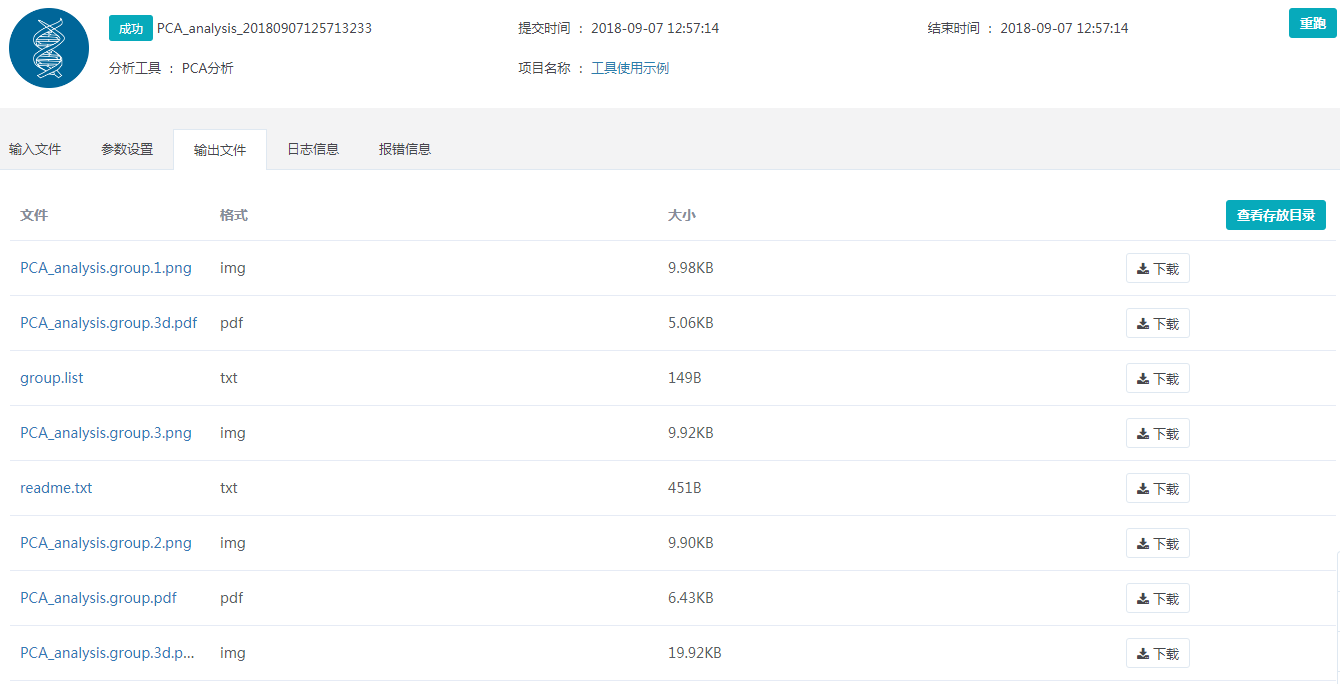 成功 PCA_analysis_20180907125713233 提交时间 : 2018-09-07 12:57:14 结束时间 : 2018-09-07 12:57:14 重跑
分析工具 : PCA分析 项目名称 : 工具使用示例
输入文件 参数设置 输出文件 日志信息 报错信息
文件 格式 大小 查看存放目录
PCA_analysis.group.1.png img 9.98KB 下载
PCA_analysis.group.3d.pdf pdf 5.06KB 下载
group.list txt 149B 下载
PCA_analysis.group.3.png img 9.92KB 下载
readme.txt txt 451B 下载
PCA_analysis.group.2.png img 9.90KB 下载
PCA_analysis.group.pdf pdf 6.43KB 下载
PCA_analysis.group.3d.p... img 19.92KB 下载